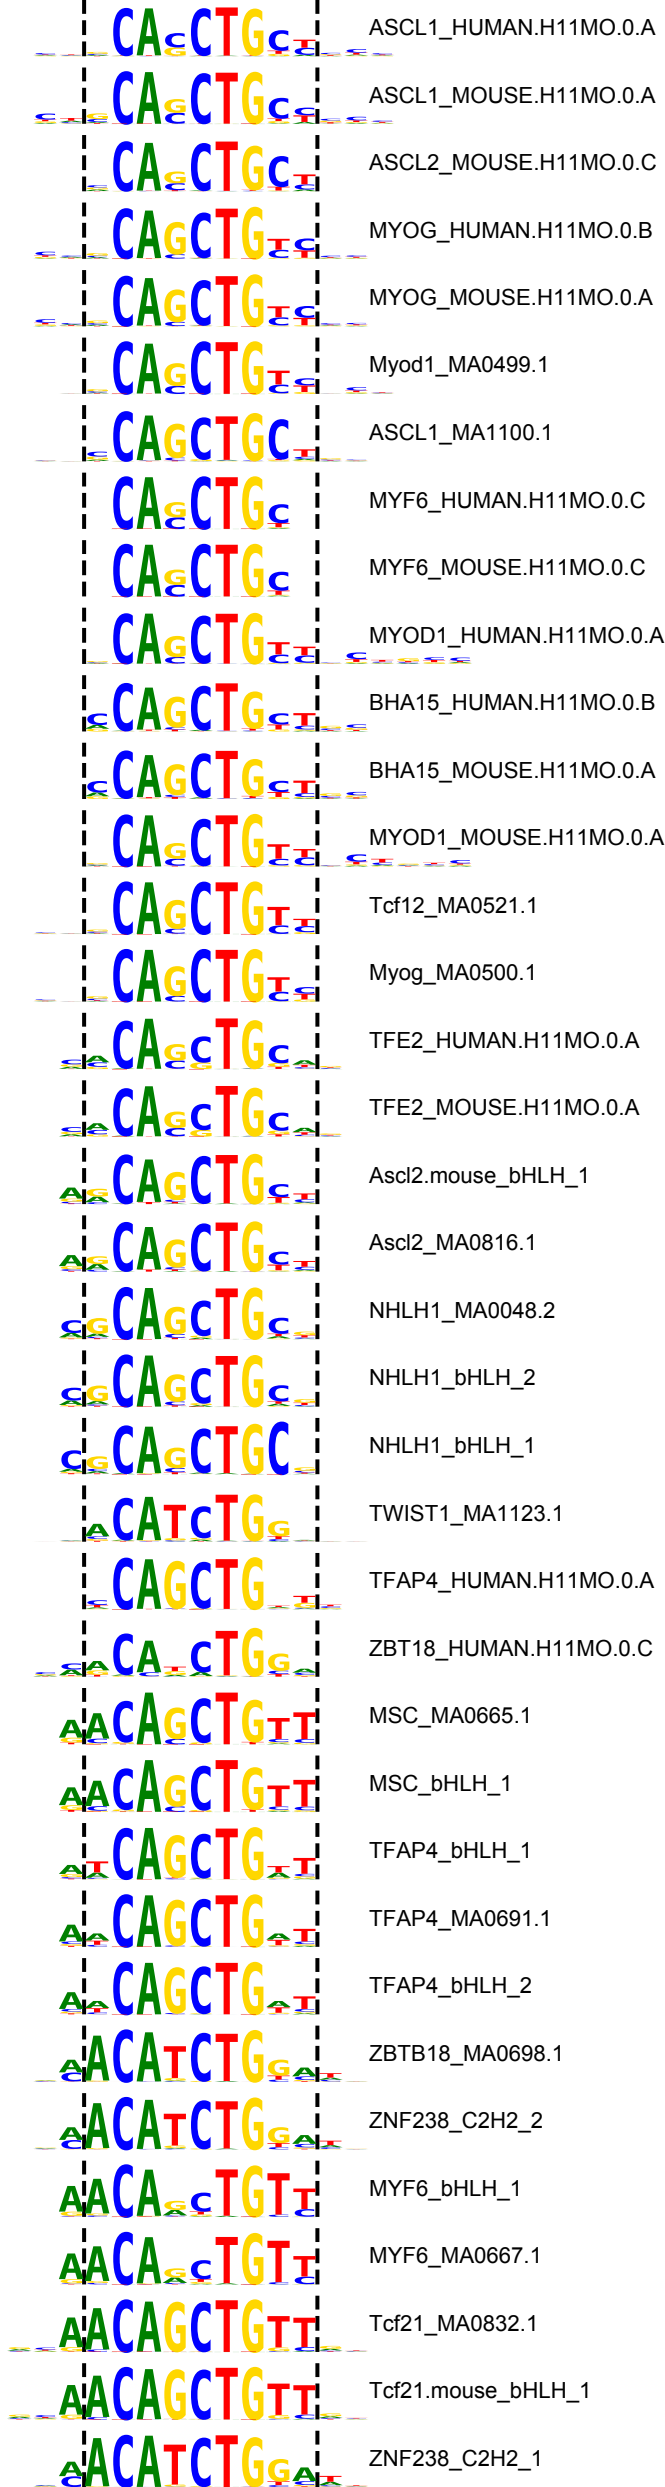 ASCL1_HUMAN.H11MO.0.A
ASCL1_MOUSE.H11MO.0.A
ASCL2_MOUSE.H11MO.0.C
MYOG_HUMAN.H11MO.0.B
MYOG_MOUSE.H11MO.0.A
Myod1_MA0499.1
ASCL1_MA1100.1
MYF6_HUMAN.H11MO.0.C
MYF6_MOUSE.H11MO.0.C
MYOD1_HUMAN.H11MO.0.A
BHA15_HUMAN.H11MO.0.B
BHA15_MOUSE.H11MO.0.A
MYOD1_MOUSE.H11MO.0.A
Tcf12_MA0521.1
Myog_MA0500.1
TFE2_HUMAN.H11MO.0.A
TFE2_MOUSE.H11MO.0.A
Ascl2.mouse_bHLH_1
Ascl2_MA0816.1
NHLH1_MA0048.2
NHLH1_bHLH_2
NHLH1_bHLH_1
TWIST1_MA1123.1
TFAP4_HUMAN.H11MO.0.A
ZBT18_HUMAN.H11MO.0.C
MSC_MA0665.1
MSC_bHLH_1
TFAP4_bHLH_1
TFAP4_MA0691.1
TFAP4_bHLH_2
ZBTB18_MA0698.1
ZNF238_C2H2_2
MYF6_bHLH_1
MYF6_MA0667.1
Tcf21_MA0832.1
Tcf21.mouse_bHLH_1
ZNF238_C2H2_1